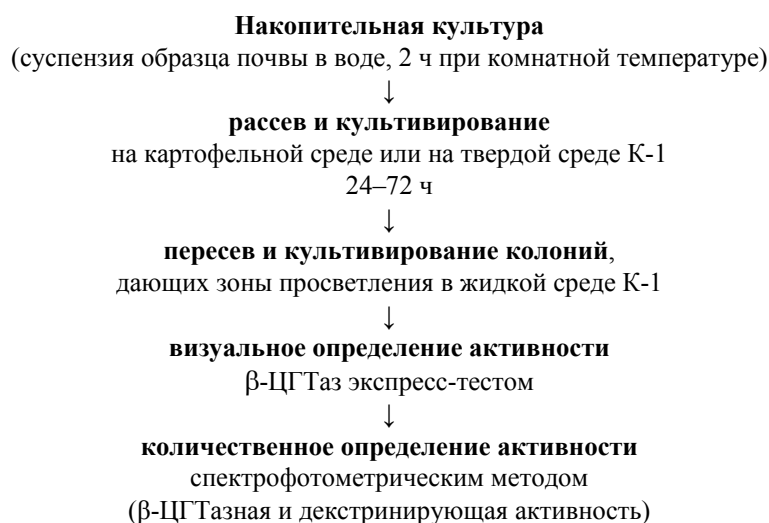 Накопительная культура
(суспензия образца почвы в воде, 2 ч при комнатной температуре)
↓
рассев и культивирование
на картофельной среде или на твердой среде К-1
24–72 ч
↓
пересев и культивирование колоний,
дающих зоны просветления в жидкой среде К-1
↓
визуальное определение активности
β-ЦГТаз экспресс-тестом
↓
количественное определение активности
спектрофотометрическим методом
(β-ЦГТазная и декстринирующая активность)